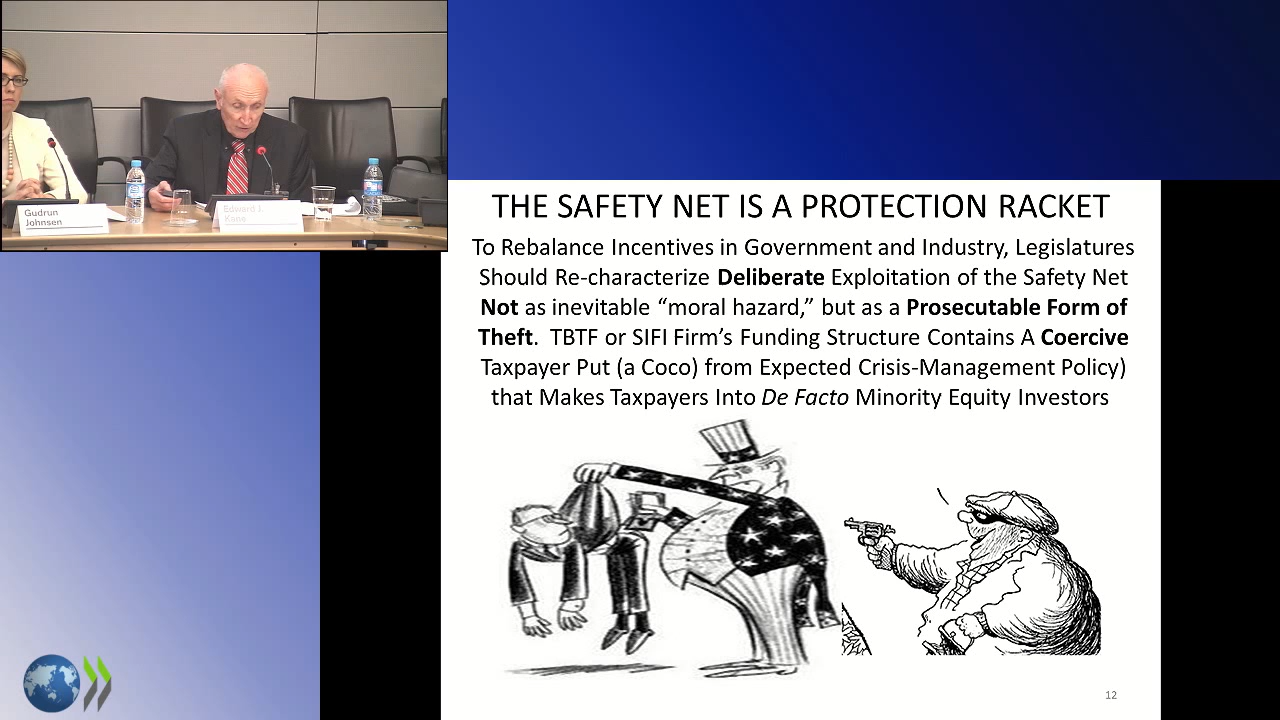 Gudrun
Johnsen
Edward J.
Kane
THE SAFETY NET IS A PROTECTION RACKET
To Rebalance Incentives in Government and Industry, Legislatures
Should Re-characterize Deliberate Exploitation of the Safety Net
Not as inevitable “moral hazard,” but as a Prosecutable Form of
Theft. TBTF or SIFI Firm’s Funding Structure Contains A Coercive
Taxpayer Put (a Coco) from Expected Crisis-Management Policy)
that Makes Taxpayers Into De Facto Minority Equity Investors
12